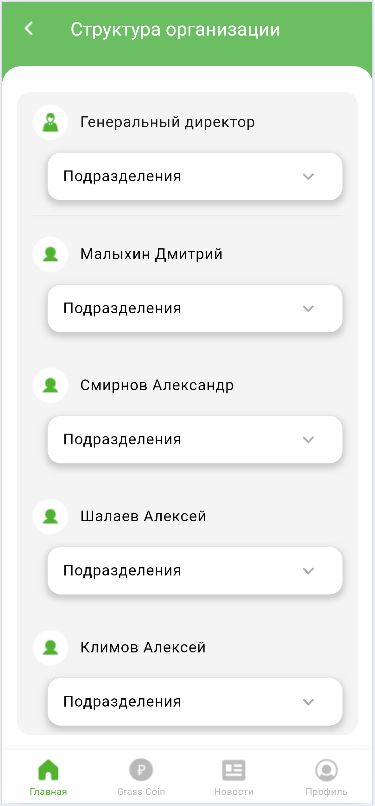 Структура организации
Генеральный директор
Подразделения
Малыхин Дмитрий
Подразделения
Смирнов Александр
Подразделения
Шалаев Алексей
Подразделения
Климов Алексей
Подразделения
Главная
Grass Coin
Новости
Профиль